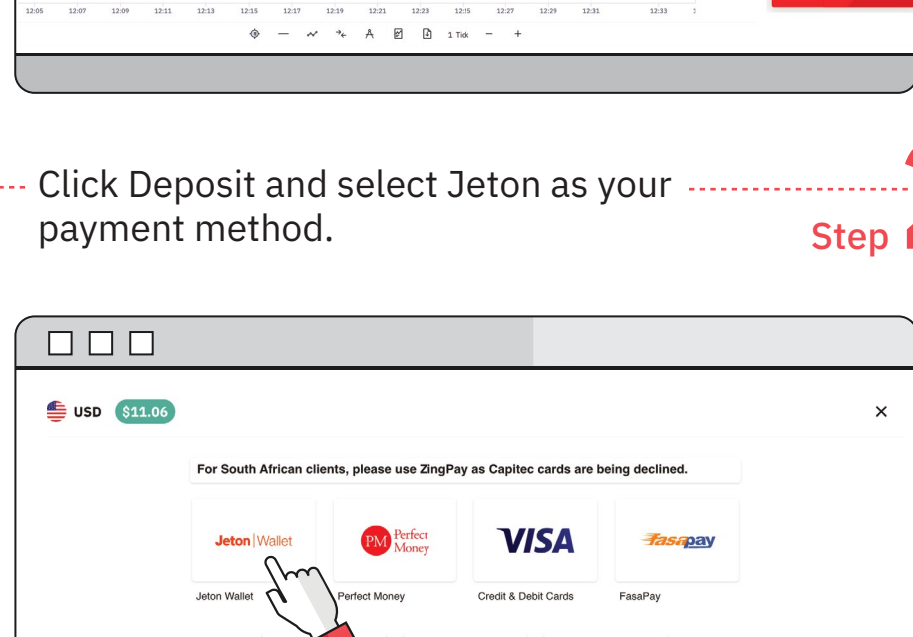 12:05 12:07 12:09 12:11 12:13 12:15 12:17 12:19 12:21 12:23 12:25 12:27 12:29 12:31 12:33
1 Tick
Click Deposit and select Jeton as your
payment method.
Step
USD $11.06
For South African clients, please use ZingPay as Capitec cards are being declined.
Jeton|Wallet PM Perfect Money VISA fasapay
Jeton Wallet Perfect Money Credit & Debit Cards FasaPay